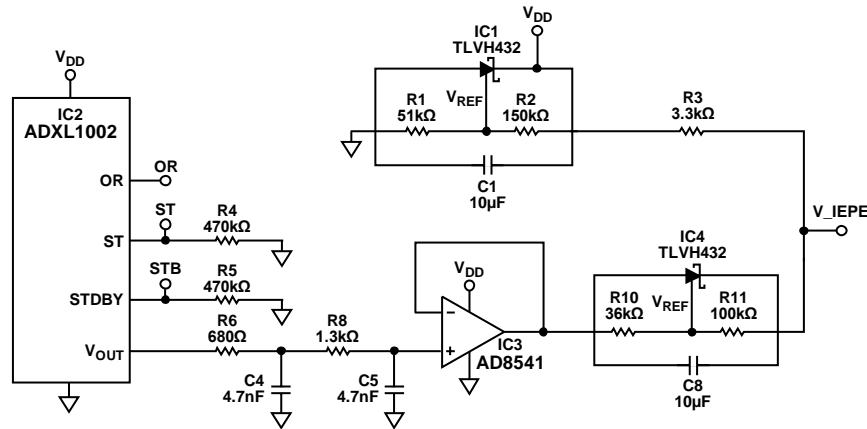 V_DD
IC2
ADXL1002
OR
OR
ST
ST
R4
470kΩ
STDBY
STB
R5
470kΩ
V_OUT
R6
680Ω
R8
1.3kΩ
C4
4.7nF
C5
4.7nF
V_DD
IC3
AD8541
IC1
TLVH432
V_DD
R1
51kΩ
V_REF
R2
150kΩ
C1
10µF
R3
3.3kΩ
V_IEPE
IC4
TLVH432
R10
36kΩ
V_REF
R11
100kΩ
C8
10µF
−
+